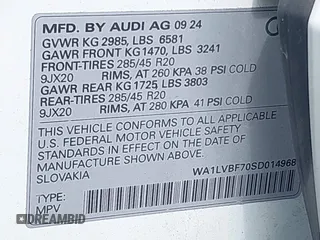 MFD. BY AUDI AG 09 24
GVWR KG 2985, LBS 6581
GAWR FRONT KG1470, LBS 3241
FRONT-TIRES 285/45 R20
9JX20 RIMS, AT 260 KPA 38 PSI COLD
GAWR REAR KG1725, LBS 3803
REAR-TIRES 285/45 R20
9JX20 RIMS, AT 280 KPA 41 PSI COLD
THIS VEHICLE CONFORMS TO ALL APPLICABLE
U.S. FEDERAL MOTOR VEHICLE SAFETY STANDARDS
IN EFFECT ON THE DATE OF
MANUFACTURE SHOWN ABOVE.
SLOVAKIA
WA1LVBF70SD014968
TYPE:
MPV
DREAMBID